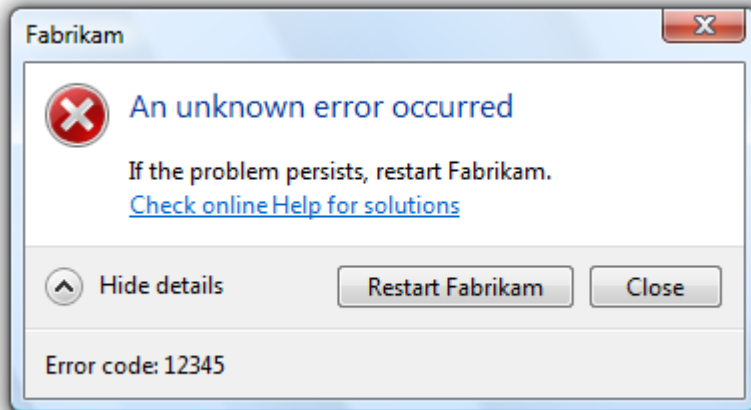 Fabrikam
An unknown error occurred
If the problem persists, restart Fabrikam.
Check online Help for solutions
Hide details
Restart Fabrikam
Close
Error code: 12345